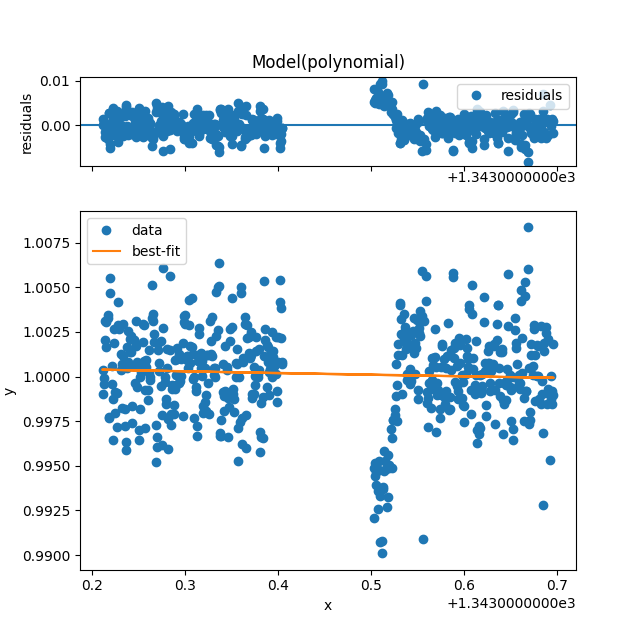 Model(polynomial)
0.01
0.00
residuals
residuals
+1.3430000000e3
1.0075
1.0050
1.0025
1.0000
0.9975
0.9950
0.9925
0.9900
y
data
best-fit
0.2 0.3 0.4 0.5 0.6 0.7
x
+1.3430000000e3